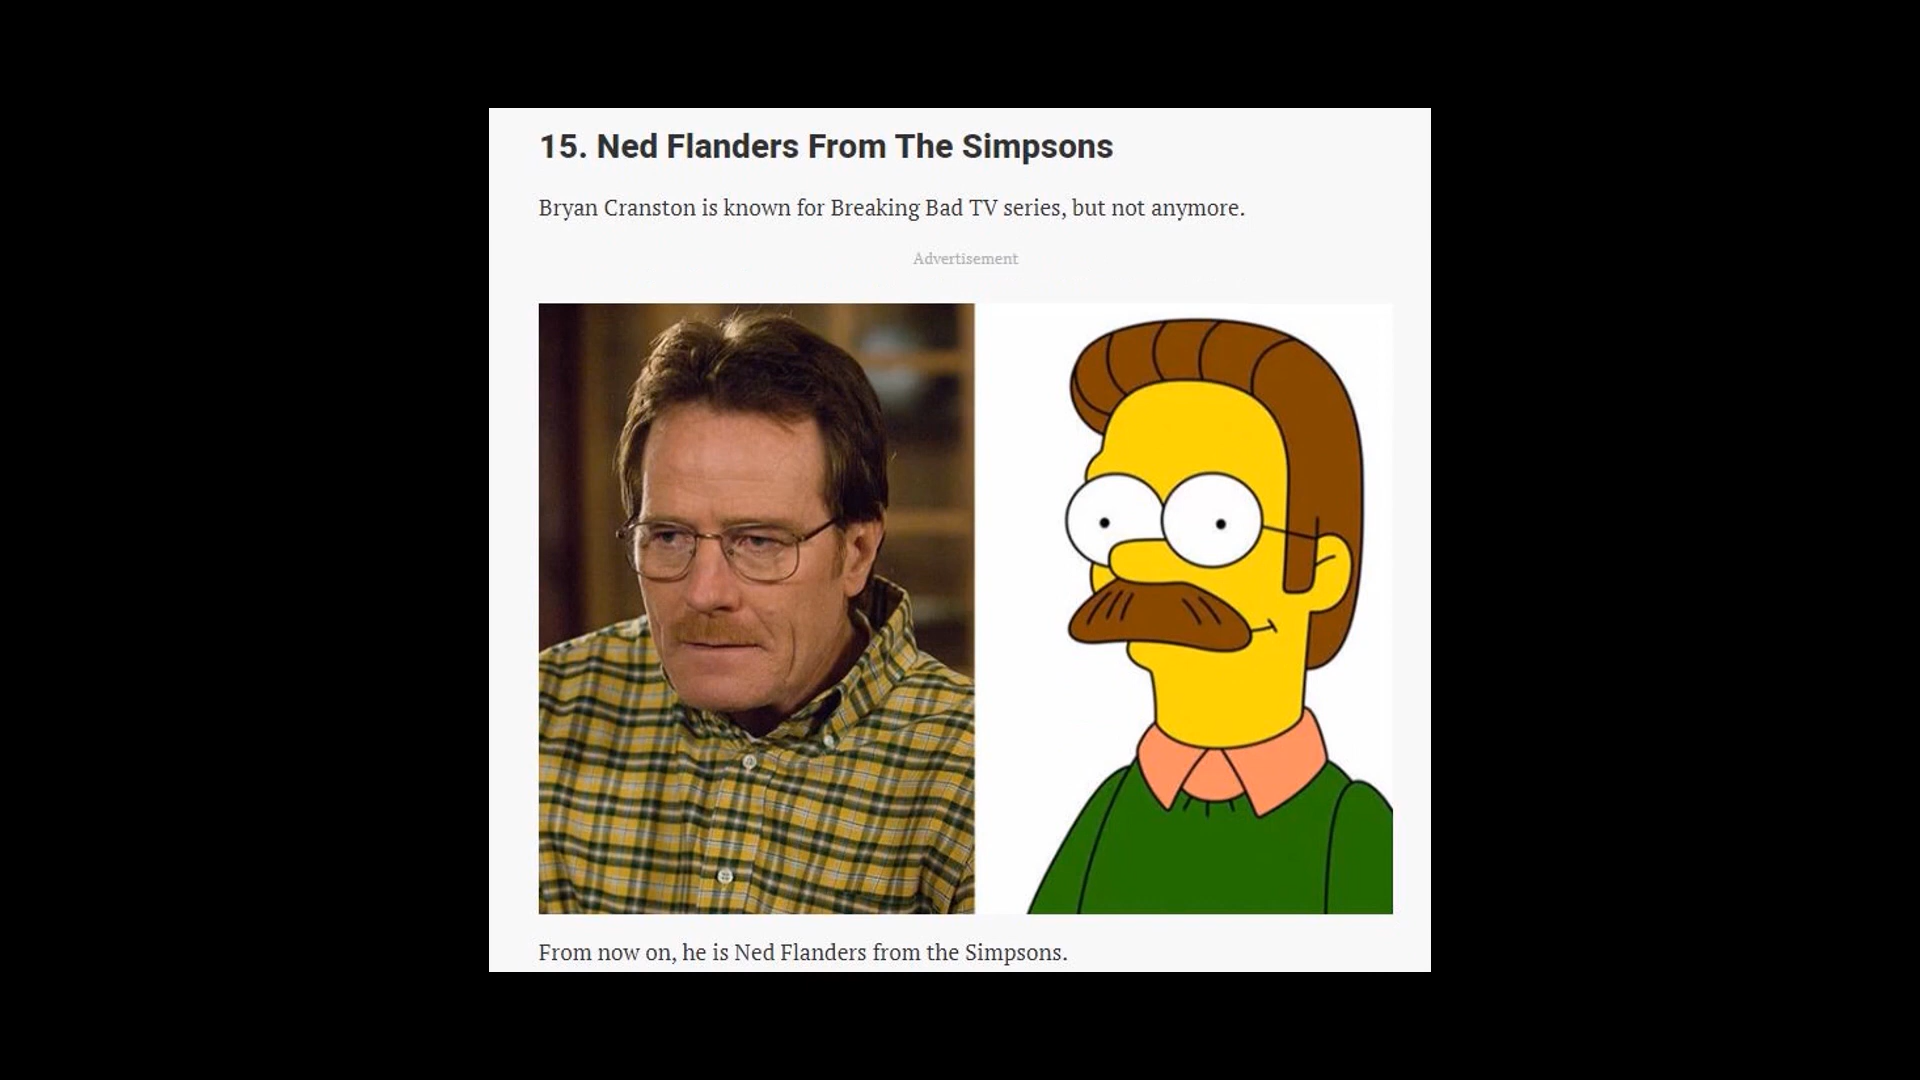 15. Ned Flanders From The Simpsons
Bryan Cranston is known for Breaking Bad TV series, but not anymore.
Advertisement
From now on, he is Ned Flanders from the Simpsons.